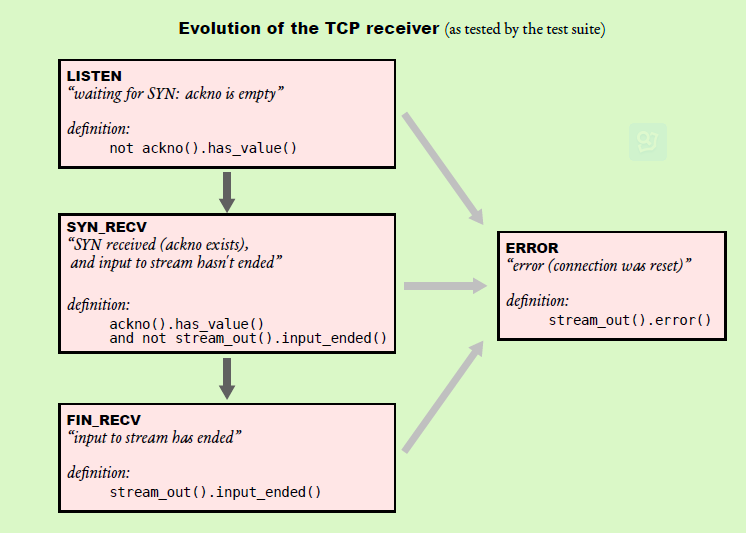 Evolution of the TCP receiver (as tested by the test suite)
LISTEN
“waiting for SYN: ackno is empty”
definition:
not ackno().has_value()
SYN_RECV
“SYN received (ackno exists),
and input to stream hasn't ended”
definition:
ackno().has_value()
and not stream_out().input_ended()
FIN_RECV
“input to stream has ended”
definition:
stream_out().input_ended()
ERROR
“error (connection was reset)”
definition:
stream_out().error()